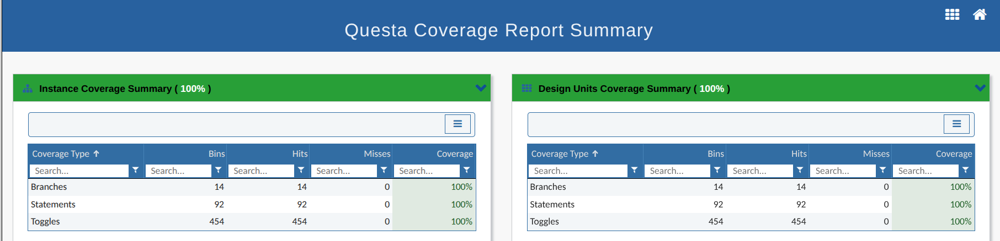 Questa Coverage Report Summary
Instance Coverage Summary ( 100% )
Coverage Type Bins Hits Misses Coverage
Search... Search... Search... Search... Search...
Branches 14 14 0 100%
Statements 92 92 0 100%
Toggles 454 454 0 100%
Design Units Coverage Summary ( 100% )
Coverage Type Bins Hits Misses Coverage
Search... Search... Search... Search... Search...
Branches 14 14 0 100%
Statements 92 92 0 100%
Toggles 454 454 0 100%